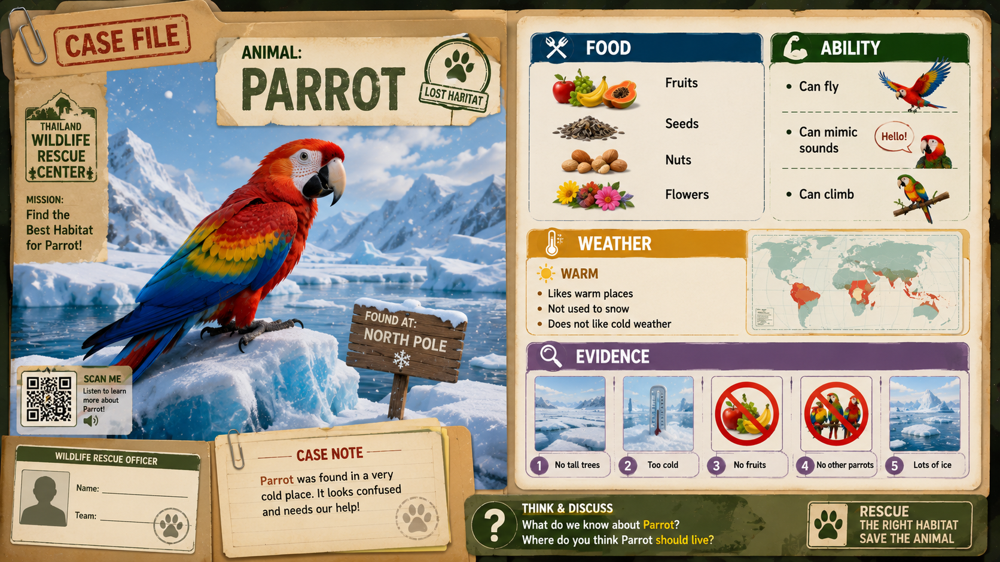 CASE FILE
ANIMAL:
PARROT
LOST HARITAT
THAILAND
WILDLIFE
RESCUE
CENTER
MISSION:
Find the
Best Habitat
for Parrot!
FOUND AT:
NORTH POLE
SCAN ME
Listen to learn
more about
Parrot!
WILDLIFE RESCUE OFFICER
Name:
Team:
CASE NOTE
Parrot was found in a very
cold place. It looks confused
and needs our help!
FOOD
Fruits
Seeds
Nuts
Flowers
ABILITY
• Can fly
• Can mimic
sounds
Hello!
• Can climb
WEATHER
WARM
• Likes warm places
• Not used to snow
• Does not like cold weather
EVIDENCE
1 No tall trees
2 Too cold
3 No fruits
4 No other parrots
5 Lots of ice
?
THINK & DISCUSS
What do we know about Parrot?
Where do you think Parrot should live?
RESCUE
THE RIGHT HABITAT
SAVE THE ANIMAL